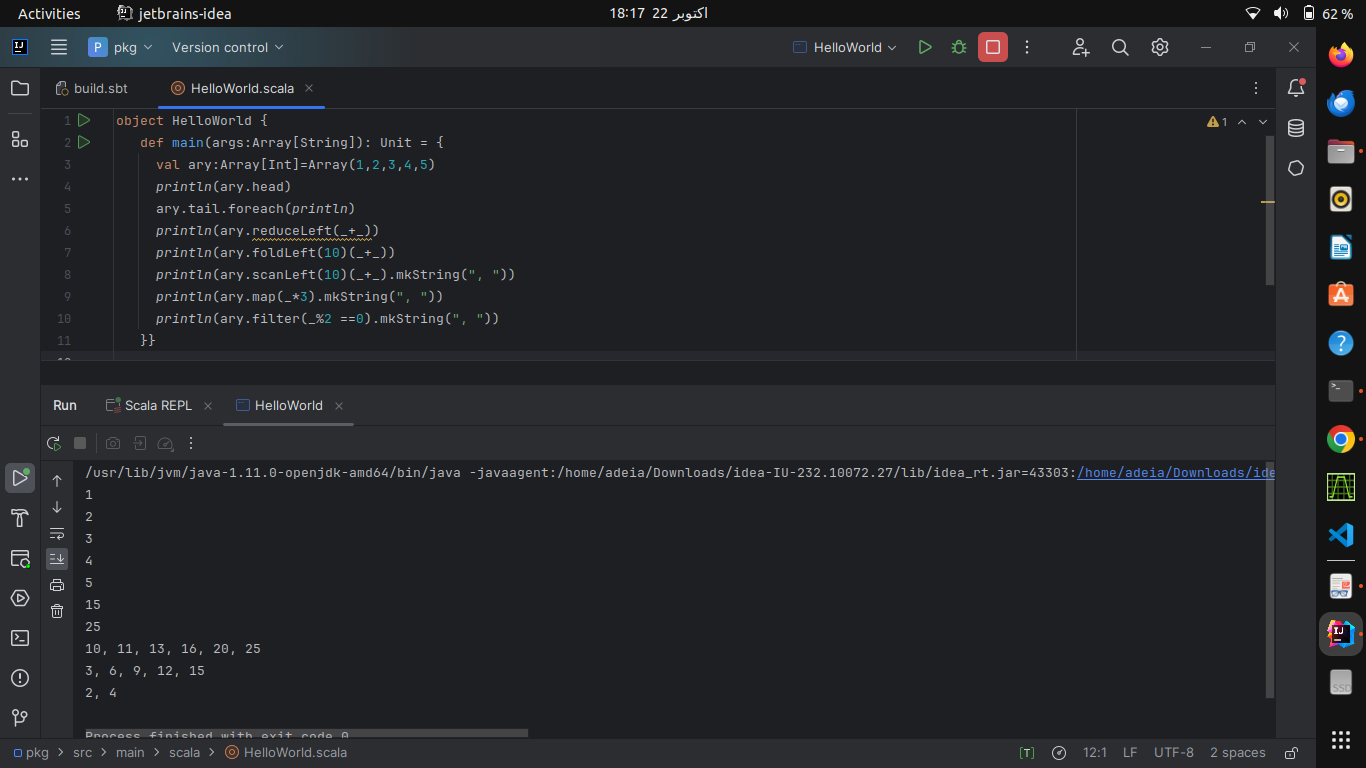 Activities jetbrains-idea 18:17 22 اکتوبر 62 %
P pkg Version control HelloWorld
build.sbt HelloWorld.scala
1 object HelloWorld {
2 def main(args:Array[String]): Unit = {
3 val ary:Array[Int]=Array(1,2,3,4,5)
4 println(ary.head)
5 ary.tail.foreach(println)
6 println(ary.reduceLeft(_+_))
7 println(ary.foldLeft(10)(_+_))
8 println(ary.scanLeft(10)(_+_).mkString(", "))
9 println(ary.map(_*3).mkString(", "))
10 println(ary.filter(_%2 ==0).mkString(", "))
11 }}
1
Run Scala REPL HelloWorld
/usr/lib/jvm/java-1.11.0-openjdk-amd64/bin/java -javaagent:/home/adeia/Downloads/idea-IU-232.10072.27/lib/idea_rt.jar=43303:/home/adeia/Downloads/ide
1
2
3
4
5
15
25
10, 11, 13, 16, 20, 25
3, 6, 9, 12, 15
2, 4
Process finished with exit code 0
pkg > src > main > scala > HelloWorld.scala [T] 12:1 LF UTF-8 2 spaces
IJ
SSD